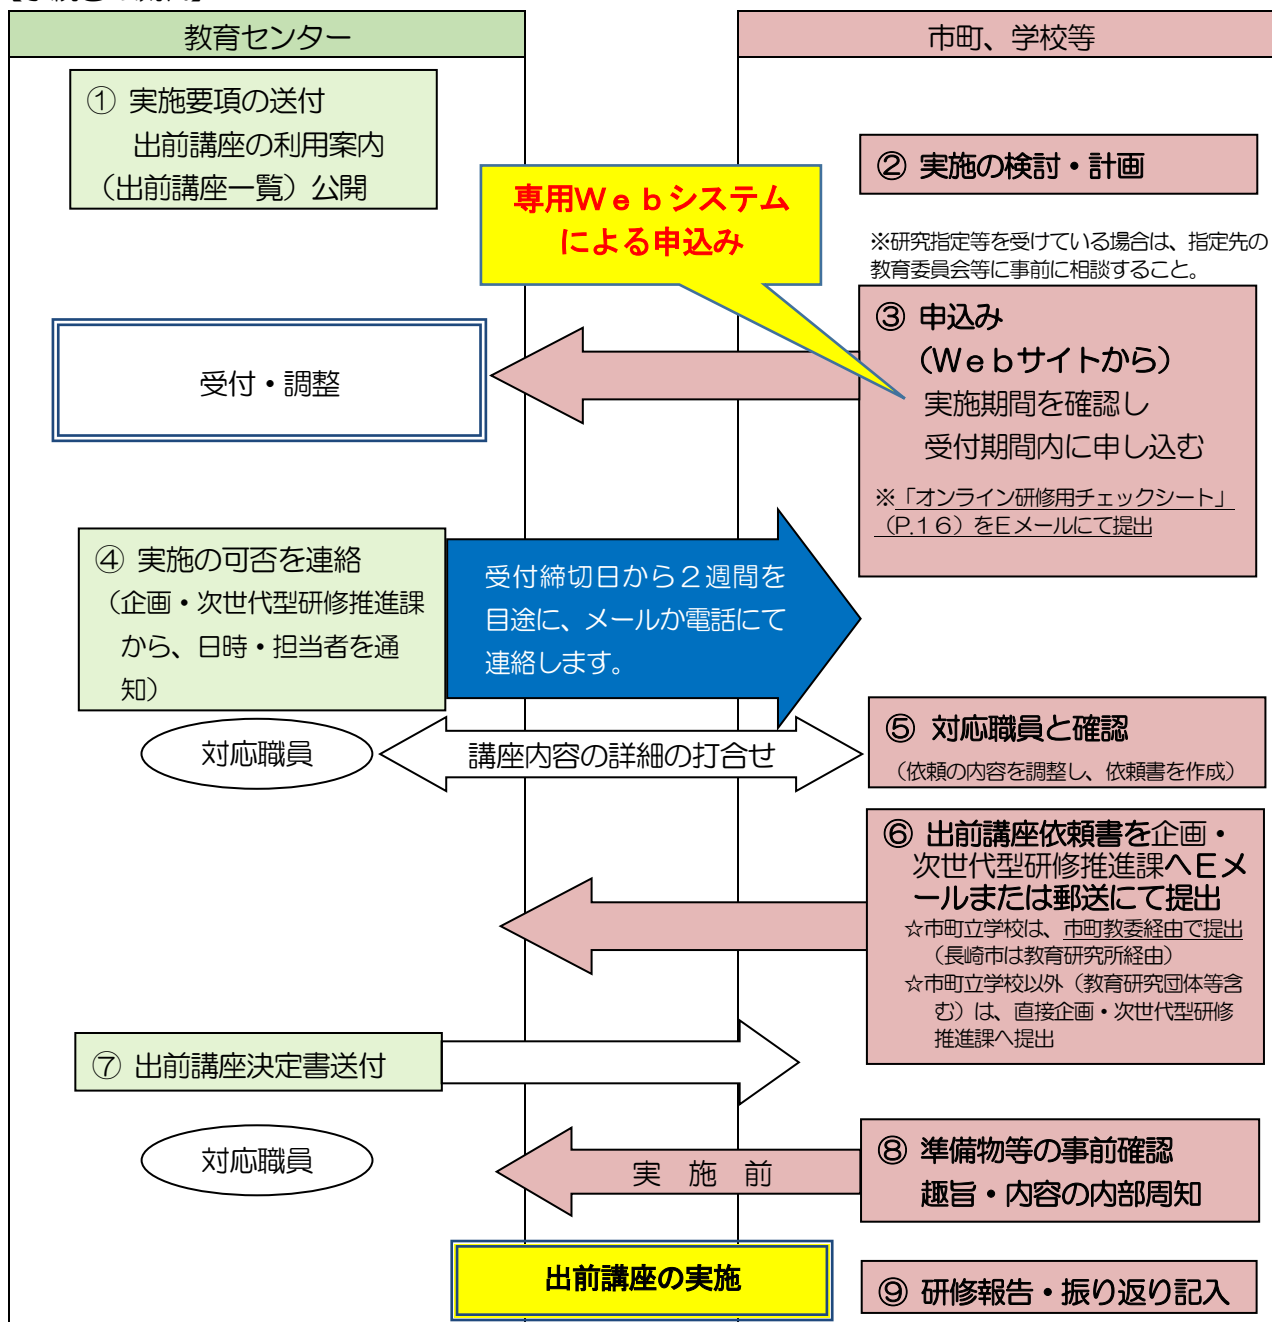 教育センター
市町、学校等
① 実施要項の送付
出前講座の利用案内
（出前講座一覧）公開
② 実施の検討・計画
専用Ｗｅｂシステム
による申込み
※研究指定等を受けている場合は、指定先の
教育委員会等に事前に相談すること。
③ 申込み
（Ｗｅｂサイトから）
実施期間を確認し
受付期間内に申し込む
※「オンライン研修用チェックシート」
（P.１６）をＥメールにて提出
受付・調整
④ 実施の可否を連絡
（企画・次世代型研修推進課
から、日時・担当者を通
知）
受付締切日から２週間を
目途に、メールか電話にて
連絡します。
対応職員
講座内容の詳細の打合せ
⑤ 対応職員と確認
（依頼の内容を調整し、依頼書を作成）
⑥ 出前講座依頼書を企画・
次世代型研修推進課へＥメ
ールまたは郵送にて提出
☆市町立学校は、市町教委経由で提出
（長崎市は教育研究所経由）
☆市町立学校以外（教育研究団体等含
む）は、直接企画・次世代型研修
推進課へ提出
⑦ 出前講座決定書送付
対応職員
実 施 前
⑧ 準備物等の事前確認
趣旨・内容の内部周知
出前講座の実施
⑨ 研修報告・振り返り記入